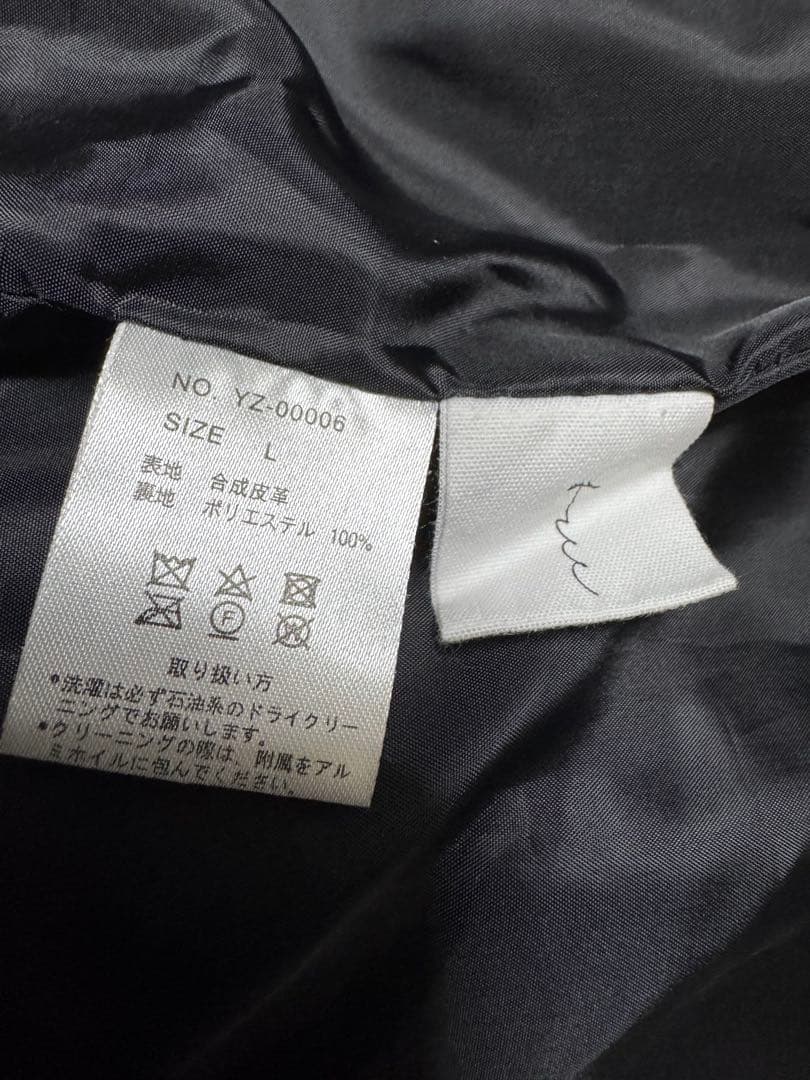 NO. YZ-00006
SIZE L
表地 合成皮革
裏地 ポリエステル 100%
取り扱い方
•洗濯は必ず石油系のドライクリー
ニングでお願いします。
•クリーニングの際は、附属をアル
ミホイルに包んでください。